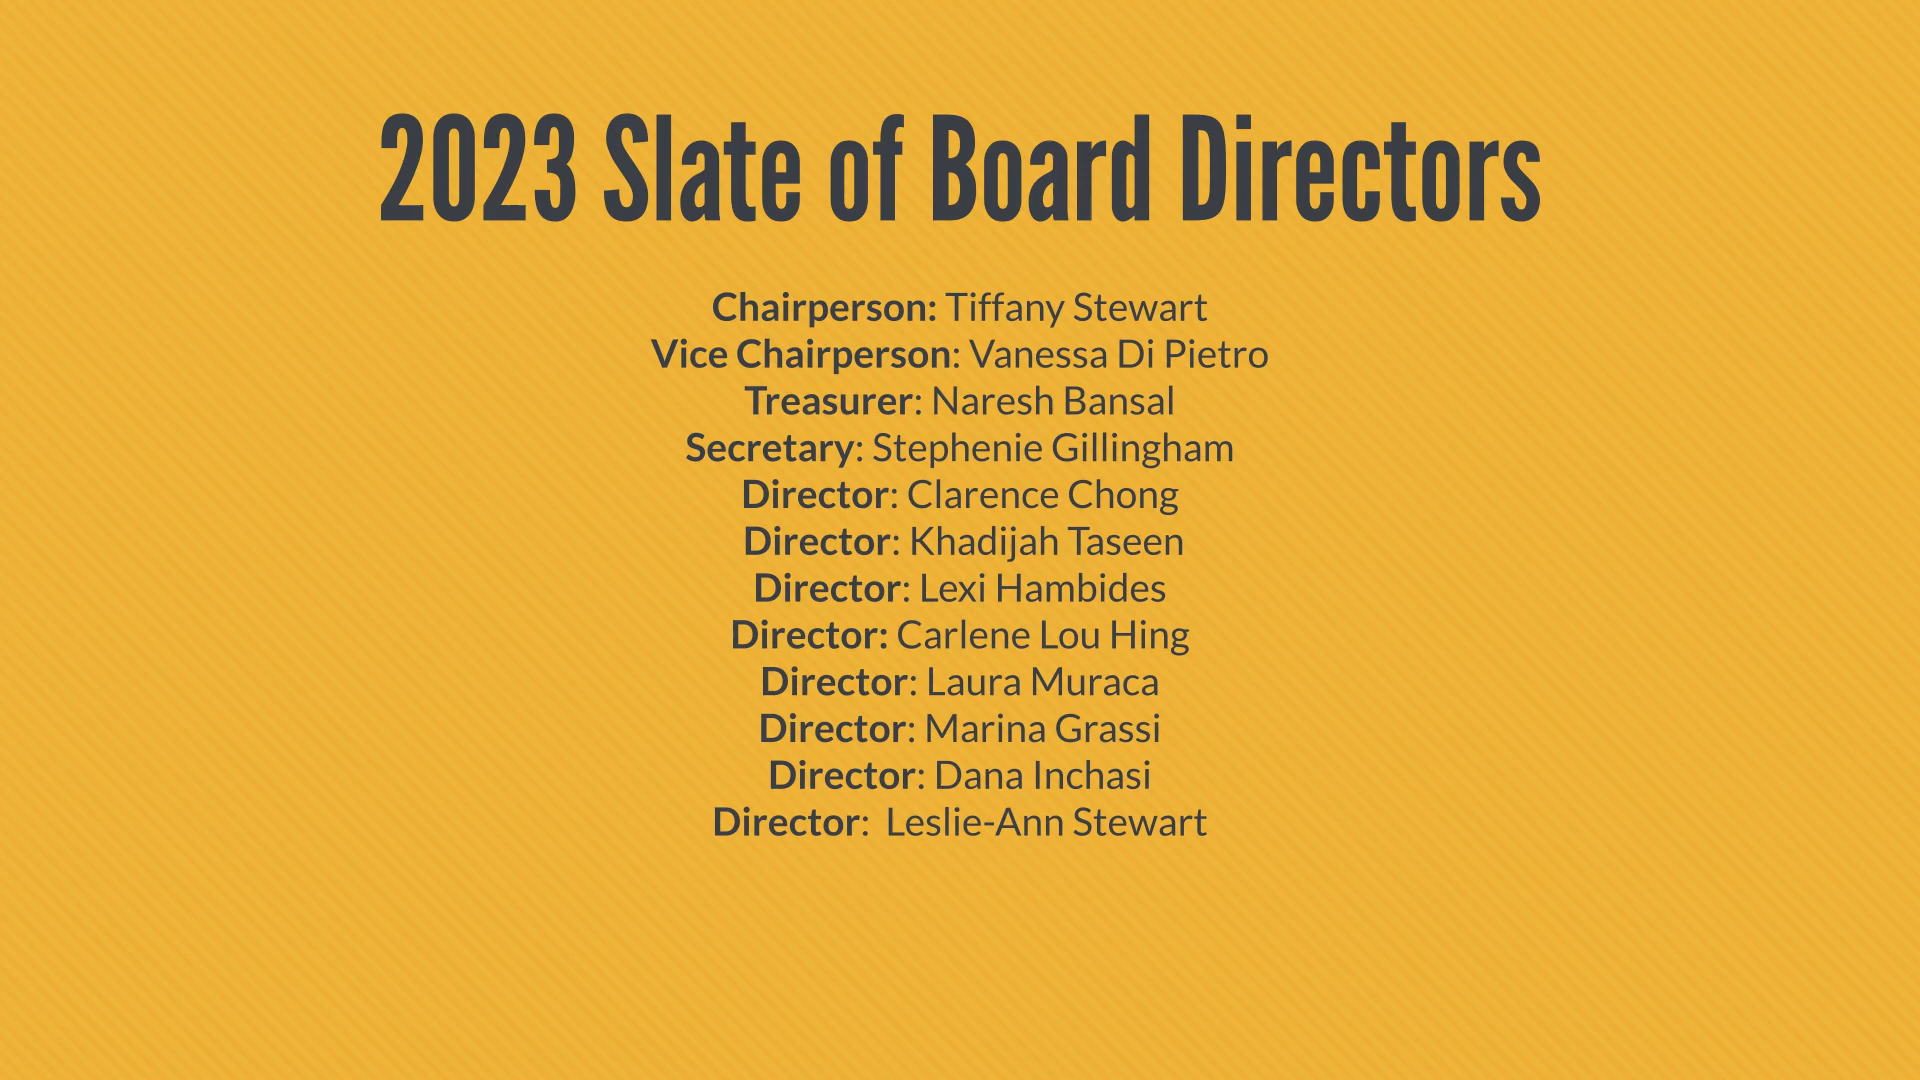 2023 Slate of Board Directors
Chairperson: Tiffany Stewart
Vice Chairperson: Vanessa Di Pietro
Treasurer: Naresh Bansal
Secretary: Stephenie Gillingham
Director: Clarence Chong
Director: Khadijah Taseen
Director: Lexi Hambides
Director: Carlene Lou Hing
Director: Laura Muraca
Director: Marina Grassi
Director: Dana Inchasi
Director:  Leslie-Ann Stewart